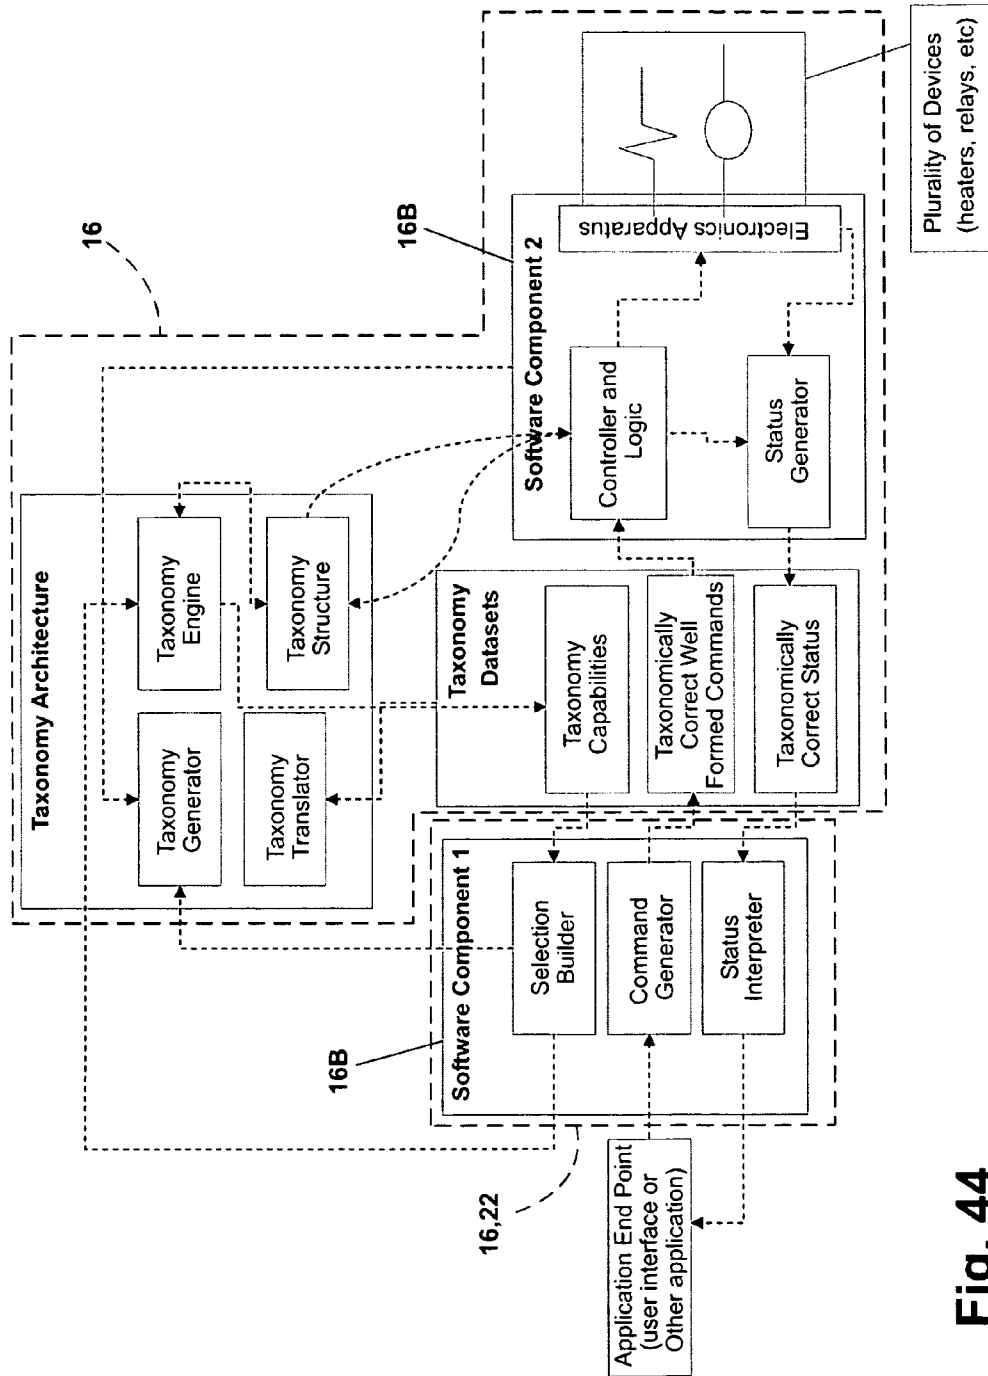 16
Taxonomy Architecture
Taxonomy
Generator
Taxonomy
Engine
Taxonomy
Translator
Taxonomy
Structure
16B
Software Component 1
Selection
Builder
Command
Generator
Status
Interpreter
16,22
Application End Point
(user interface or
Other application)
Taxonomy
Datasets
Taxonomy
Capabilities
Taxonomically
Correct Well
Formed Commands
Taxonomically
Correct Status
16B
Software Component 2
Controller and
Logic
Status
Generator
Electronics Apparatus
Plurality of Devices
(heaters, relays, etc)
Fig. 44